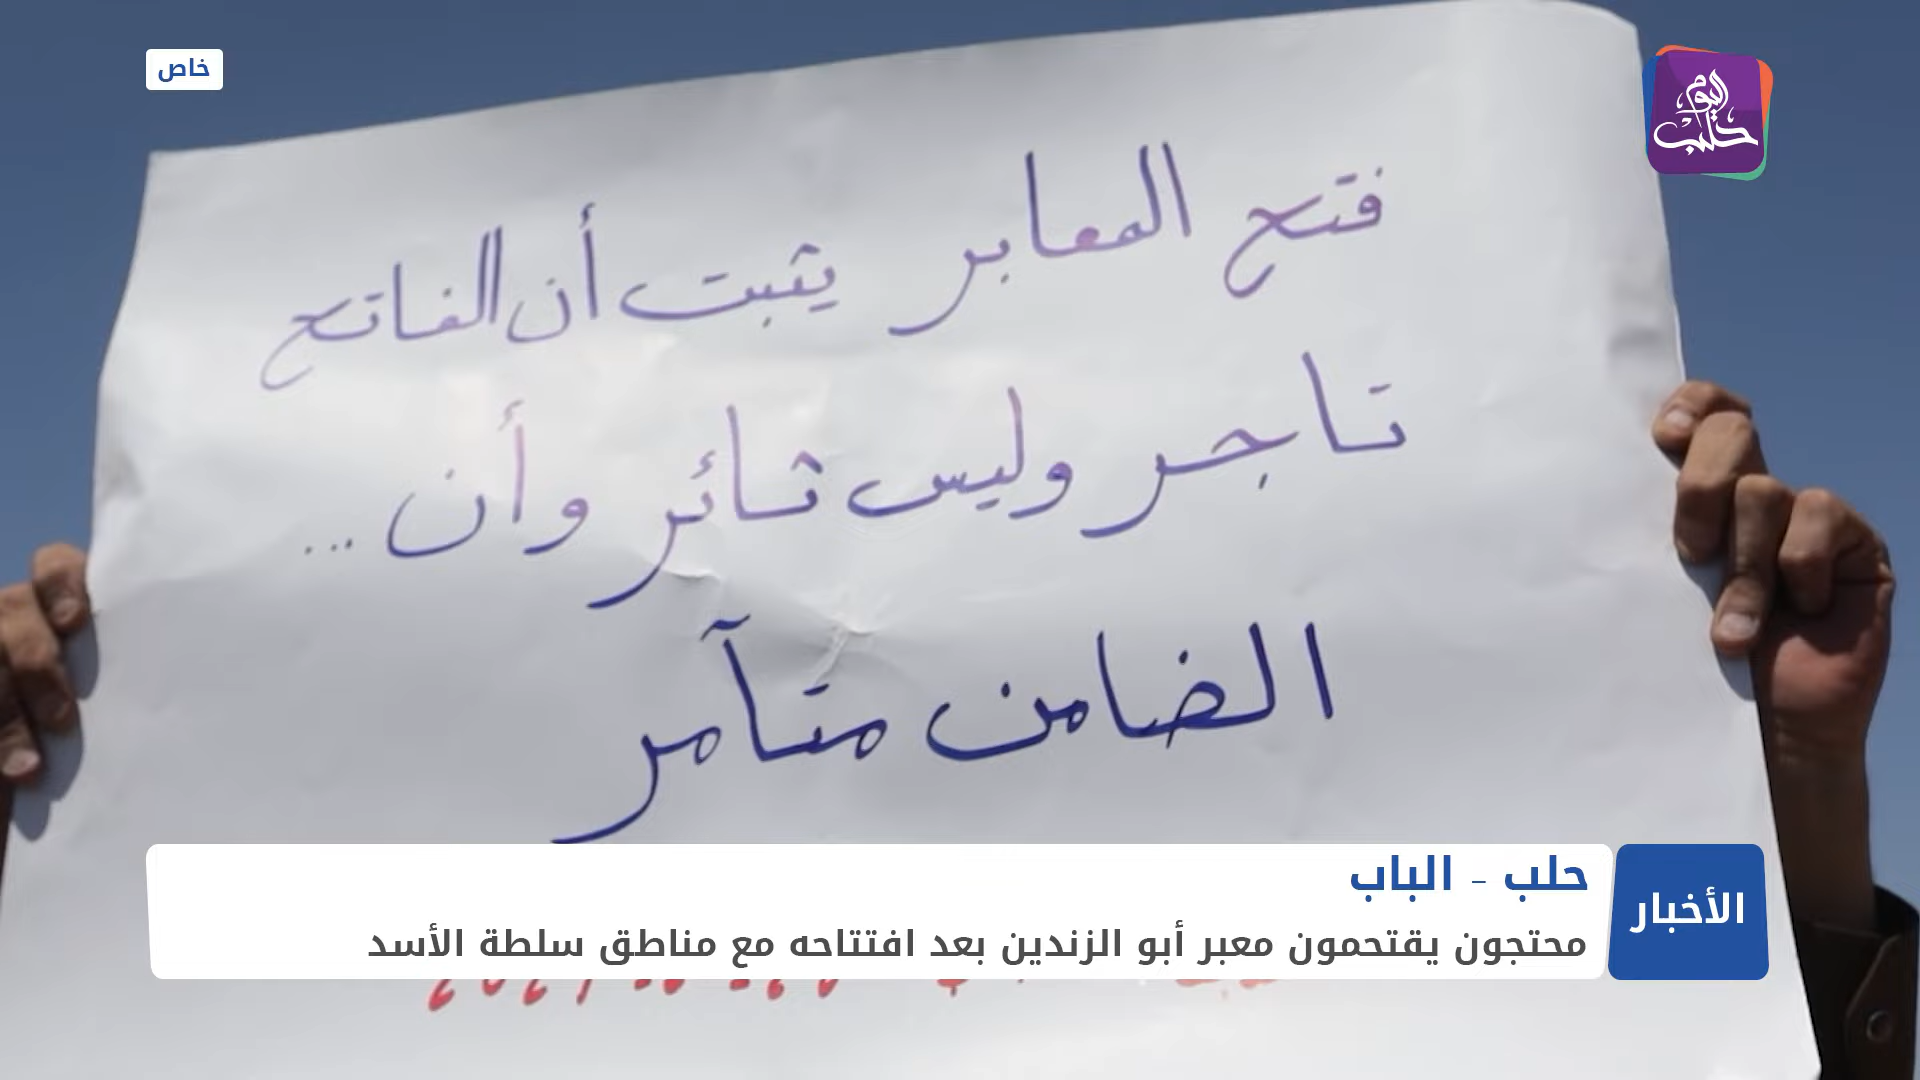 خاص
اليوم
حلب
فتح المعابر يثبت أن الفاتح
تاجر وليس ثائر وأن ...
الضامن متآمر
الأخبار
حلب - الباب
محتجون يقتحمون معبر أبو الزندين بعد افتتاحه مع مناطق سلطة الأسد